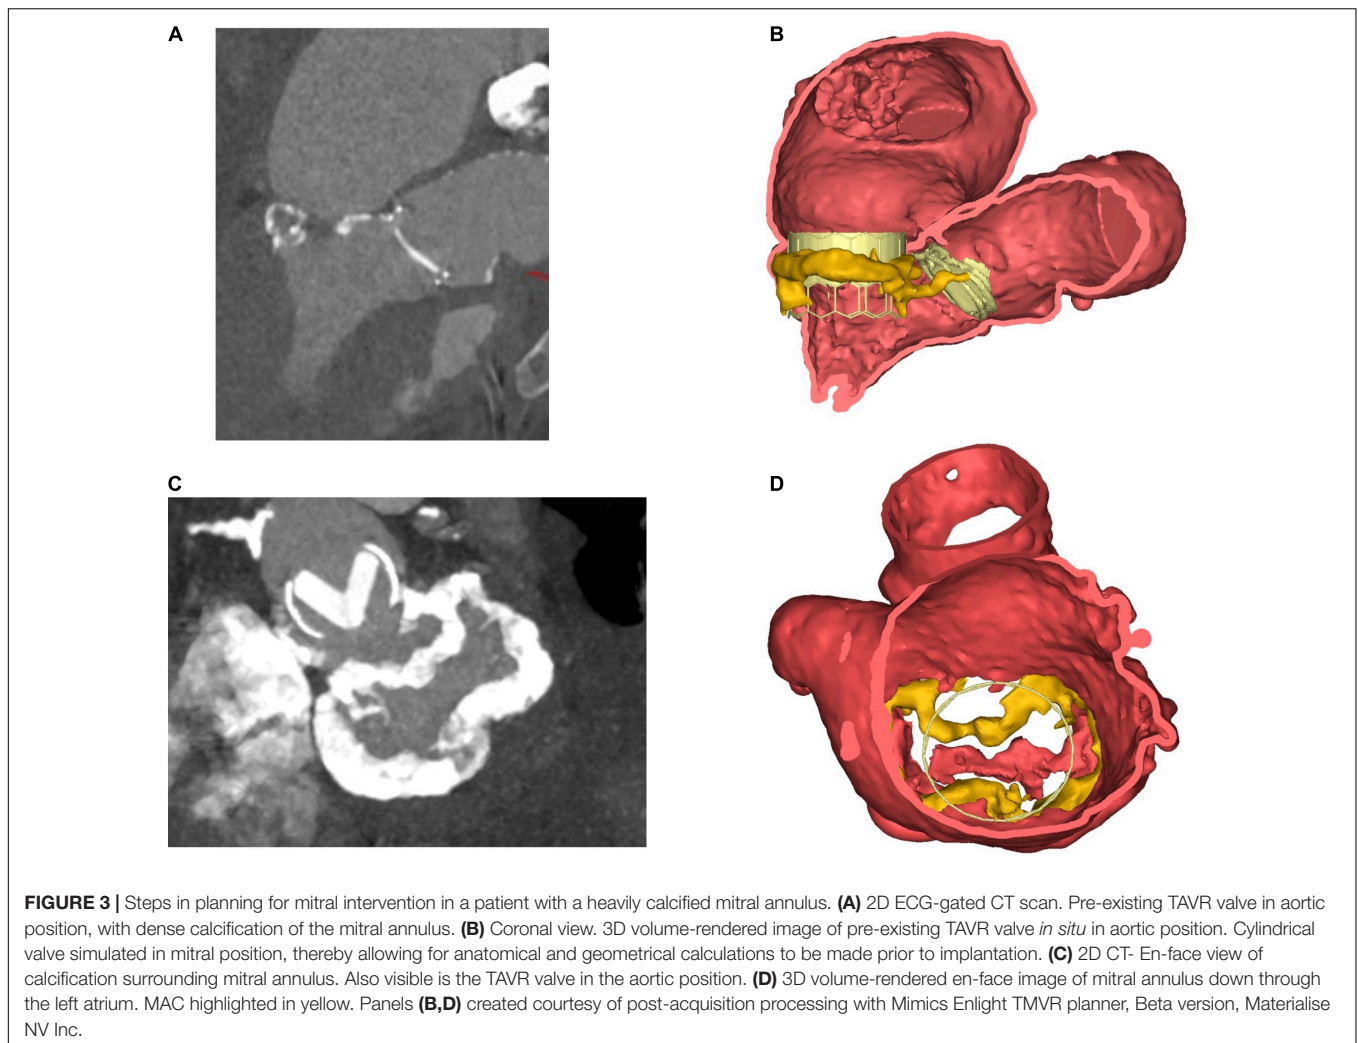 A
B
C
D
FIGURE 3 | Steps in planning for mitral intervention in a patient with a heavily calcified mitral annulus. (A) 2D ECG-gated CT scan. Pre-existing TAVR valve in aortic
position, with dense calcification of the mitral annulus. (B) Coronal view. 3D volume-rendered image of pre-existing TAVR valve in situ in aortic position. Cylindrical
valve simulated in mitral position, thereby allowing for anatomical and geometrical calculations to be made prior to implantation. (C) 2D CT- En-face view of
calcification surrounding mitral annulus. Also visible is the TAVR valve in the aortic position. (D) 3D volume-rendered en-face image of mitral annulus down through
the left atrium. MAC highlighted in yellow. Panels (B,D) created courtesy of post-acquisition processing with Mimics Enlight TMVR planner, Beta version, Materialise
NV Inc.